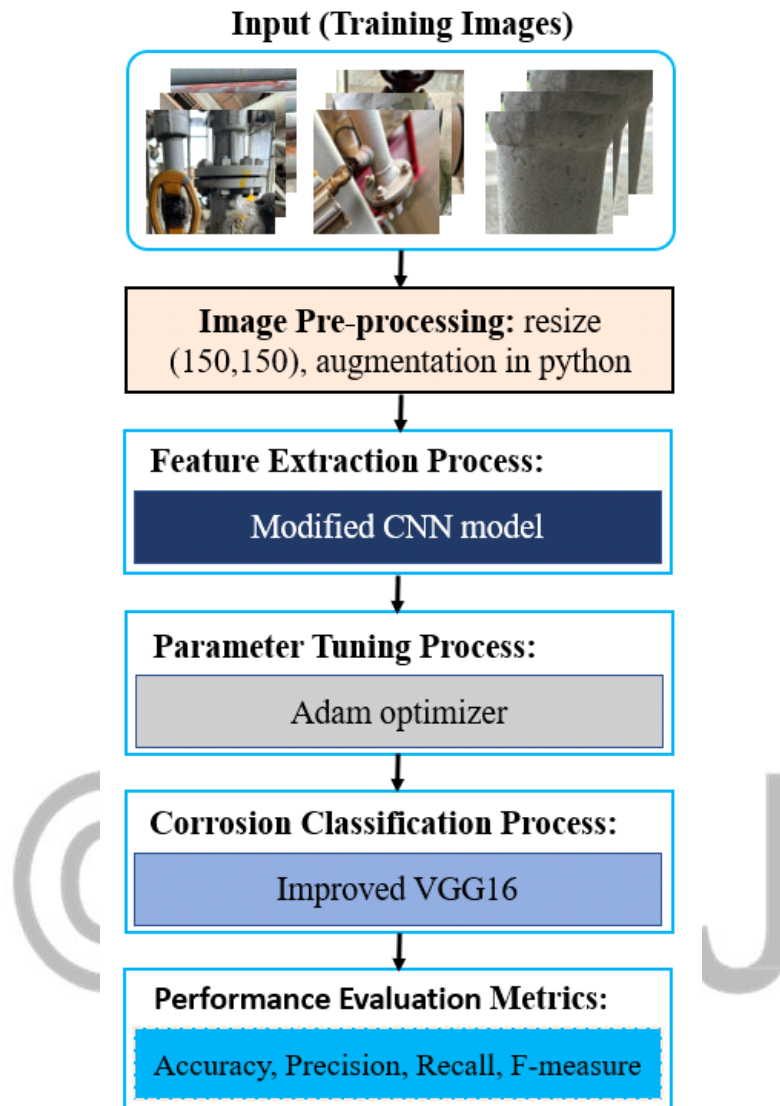 Input (Training Images)
Image Pre-processing: resize
(150,150), augmentation in python
Feature Extraction Process:
Modified CNN model
Parameter Tuning Process:
Adam optimizer
Corrosion Classification Process:
Improved VGG16
© J
Performance Evaluation Metrics:
Accuracy, Precision, Recall, F-measure